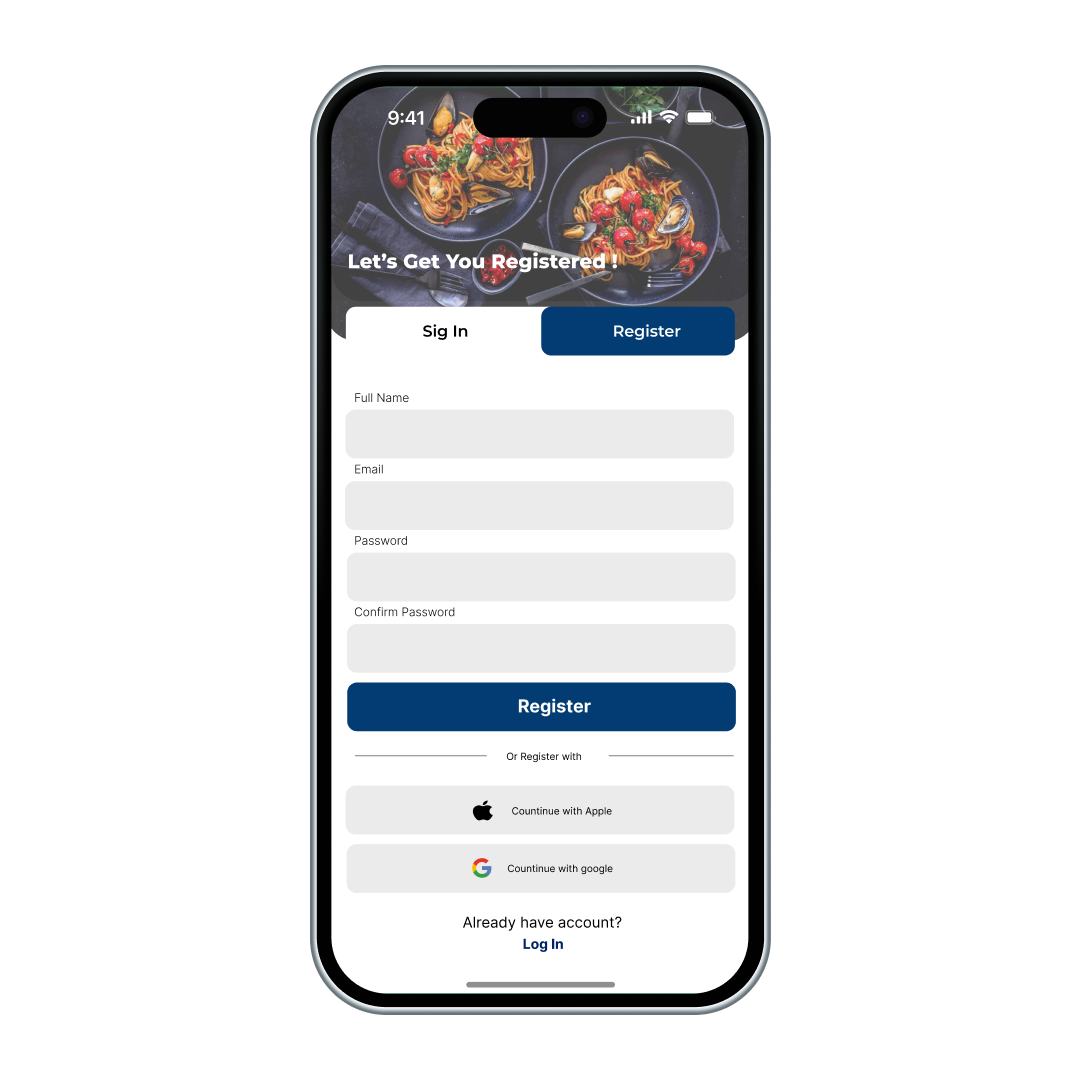 9:41
Let’s Get You Registered !
Sig In
Register
Full Name
Email
Password
Confirm Password
Register
Or Register with
Countinue with Apple
Countinue with google
Already have account?
Log In